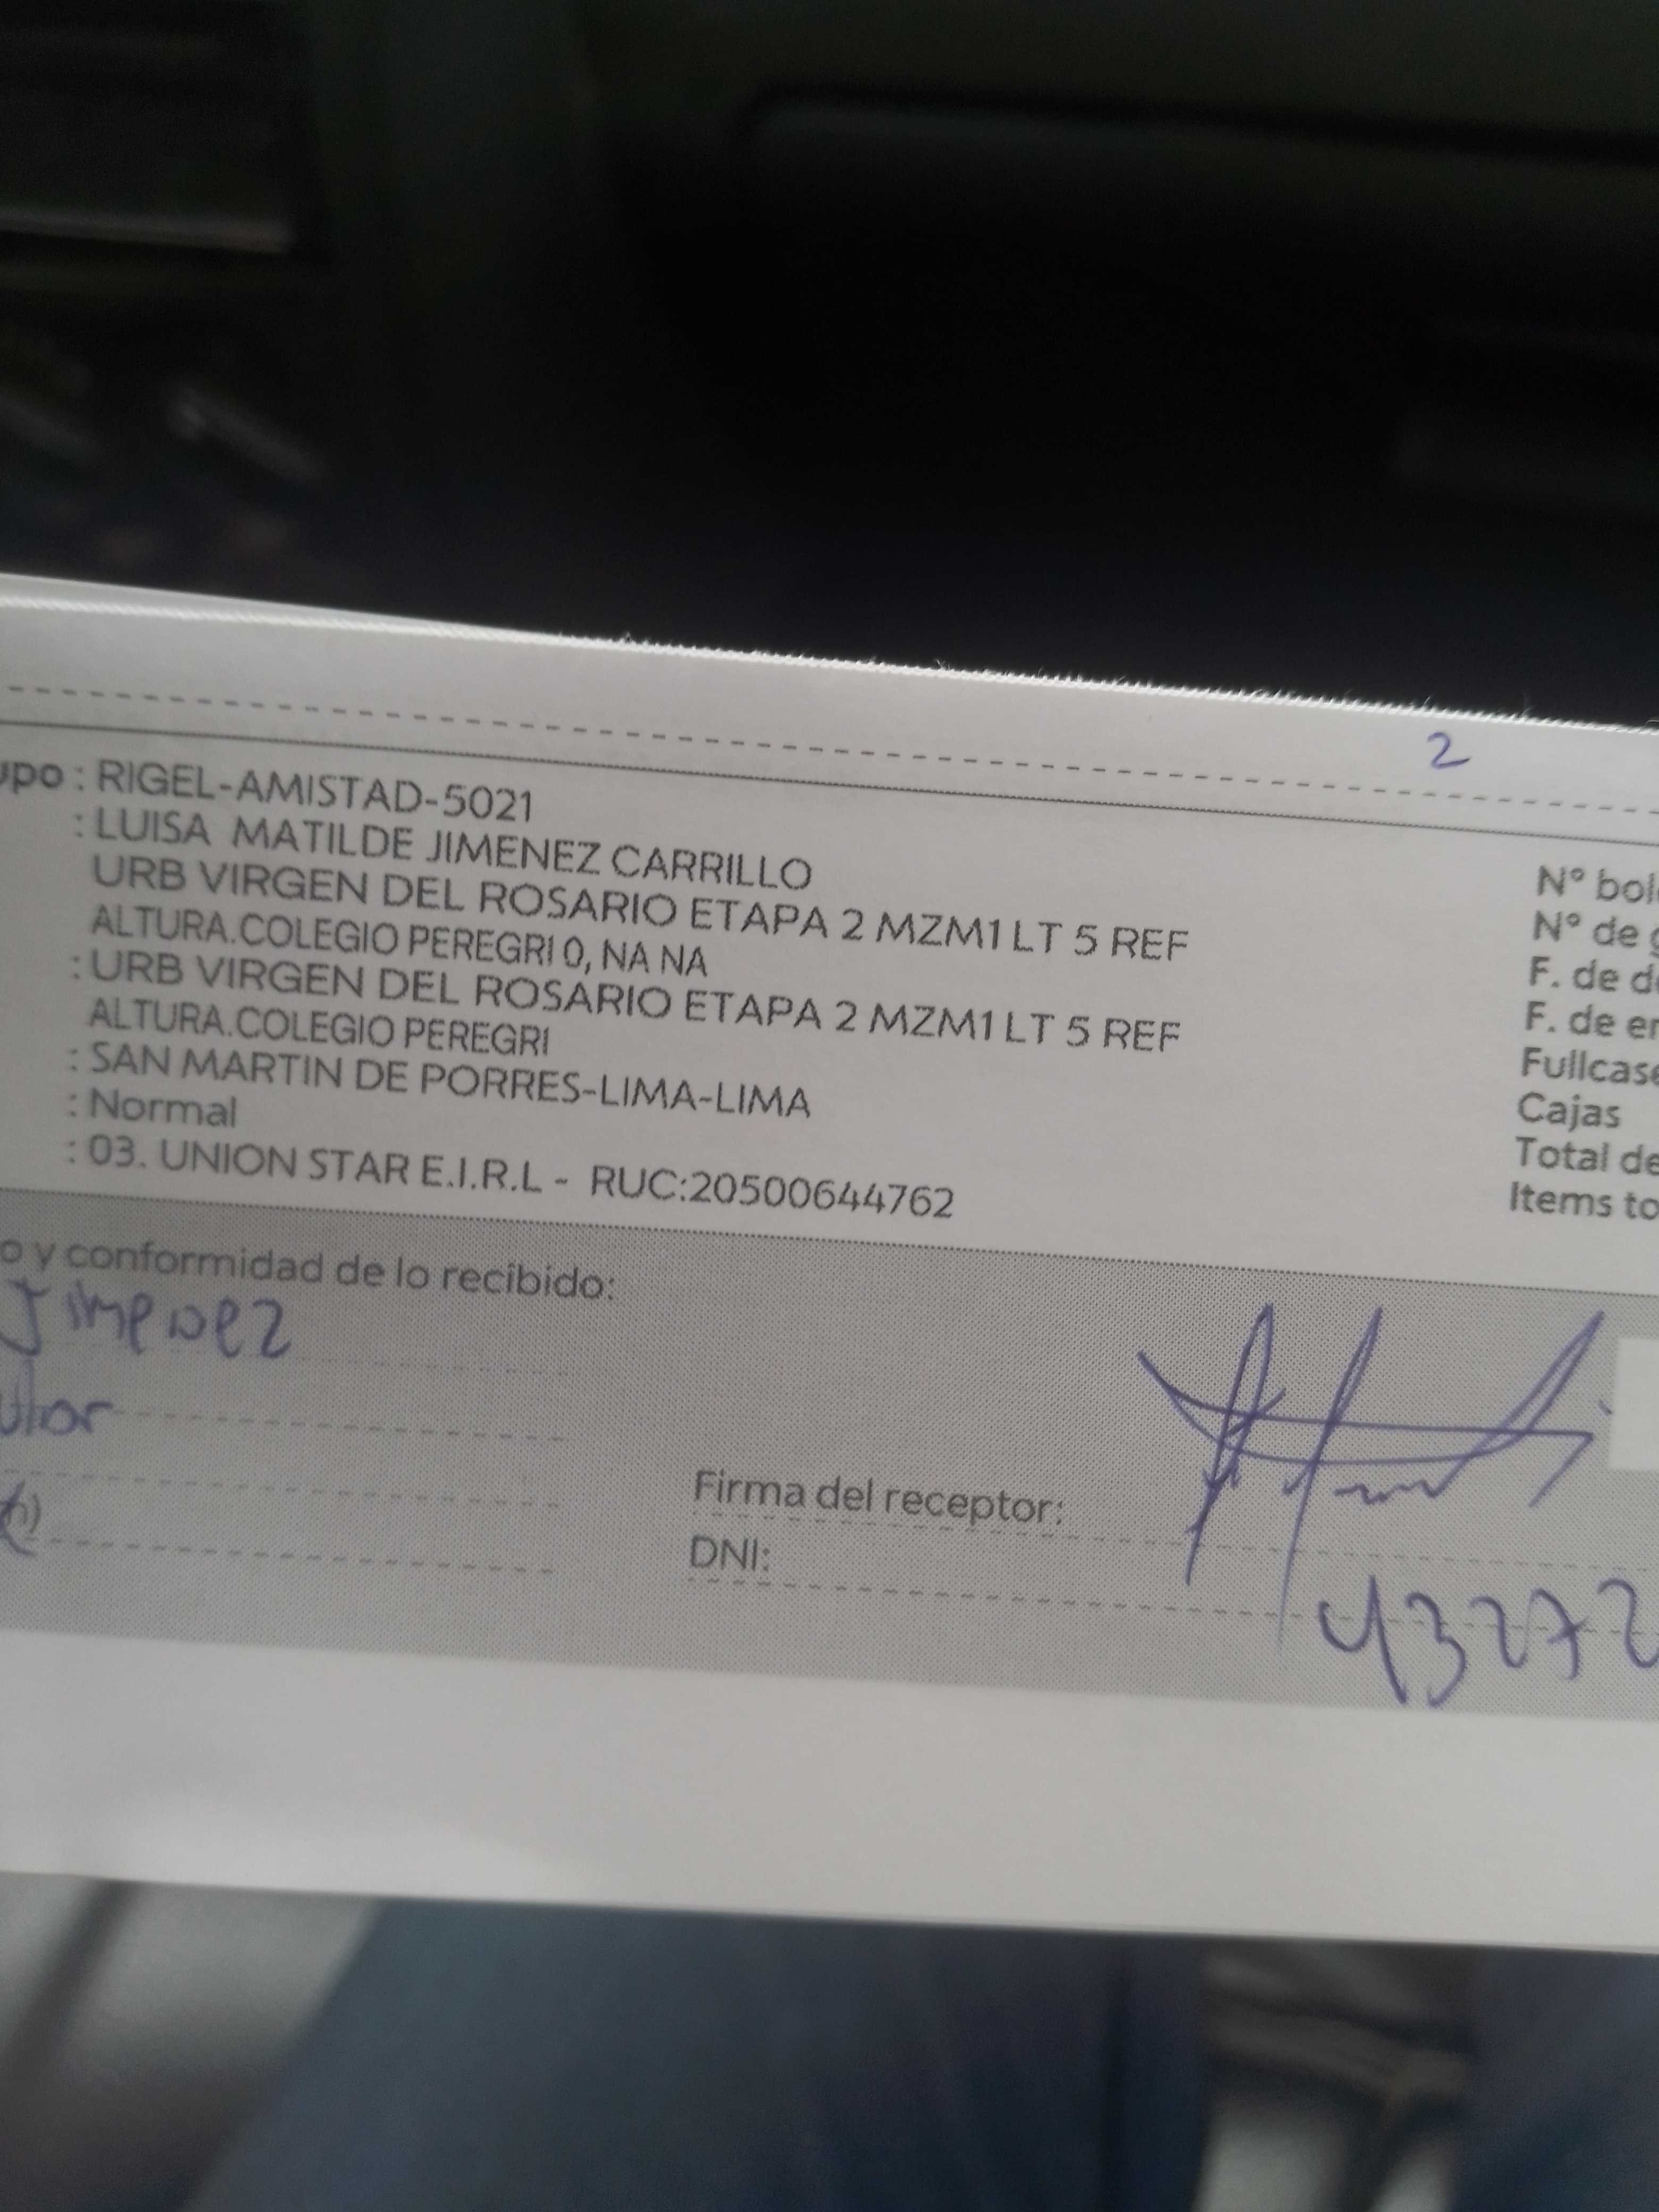 2
upo : RIGEL-AMISTAD-5021
: LUISA MATILDE JIMENEZ CARRILLO
URB VIRGEN DEL ROSARIO ETAPA 2 MZM1 LT 5 REF
ALTURA.COLEGIO PEREGRI 0, NA NA
: URB VIRGEN DEL ROSARIO ETAPA 2 MZM1 LT 5 REF
ALTURA.COLEGIO PEREGRI
: SAN MARTIN DE PORRES-LIMA-LIMA
: Normal
: 03. UNION STAR E.I.R.L - RUC:20500644762
N° bol
N° de g
F. de de
F. de en
Fullcase
Cajas
Total de
Items to
o y conformidad de lo recibido:
Jimenez
Firma del receptor:
DNI: 43272